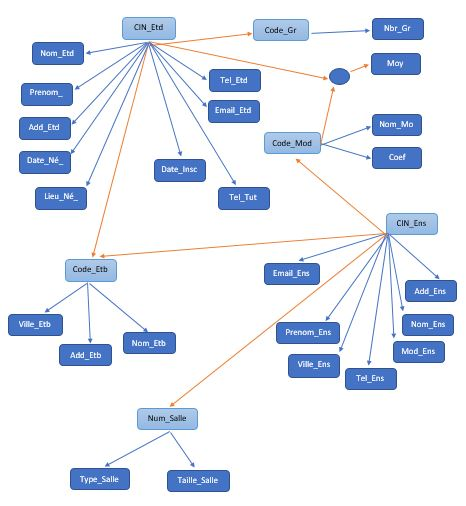 CIN_Etd
Code_Gr
Nbr_Gr
Nom_Etd
Moy
Tel_Etd
Prenom_
Email_Etd
Add_Etd
Nom_Mo
Code_Mod
Date_Né_
Coef
Date_Insc
Lieu_Né_
Tel_Tut
CIN_Ens
Code_Etb
Email_Ens
Add_Ens
Ville_Etb
Nom_Ens
Prenom_Ens
Nom_Etb
Add_Etb
Mod_Ens
Ville_Ens
Tel_Ens
Num_Salle
Type_Salle
Taille_Salle